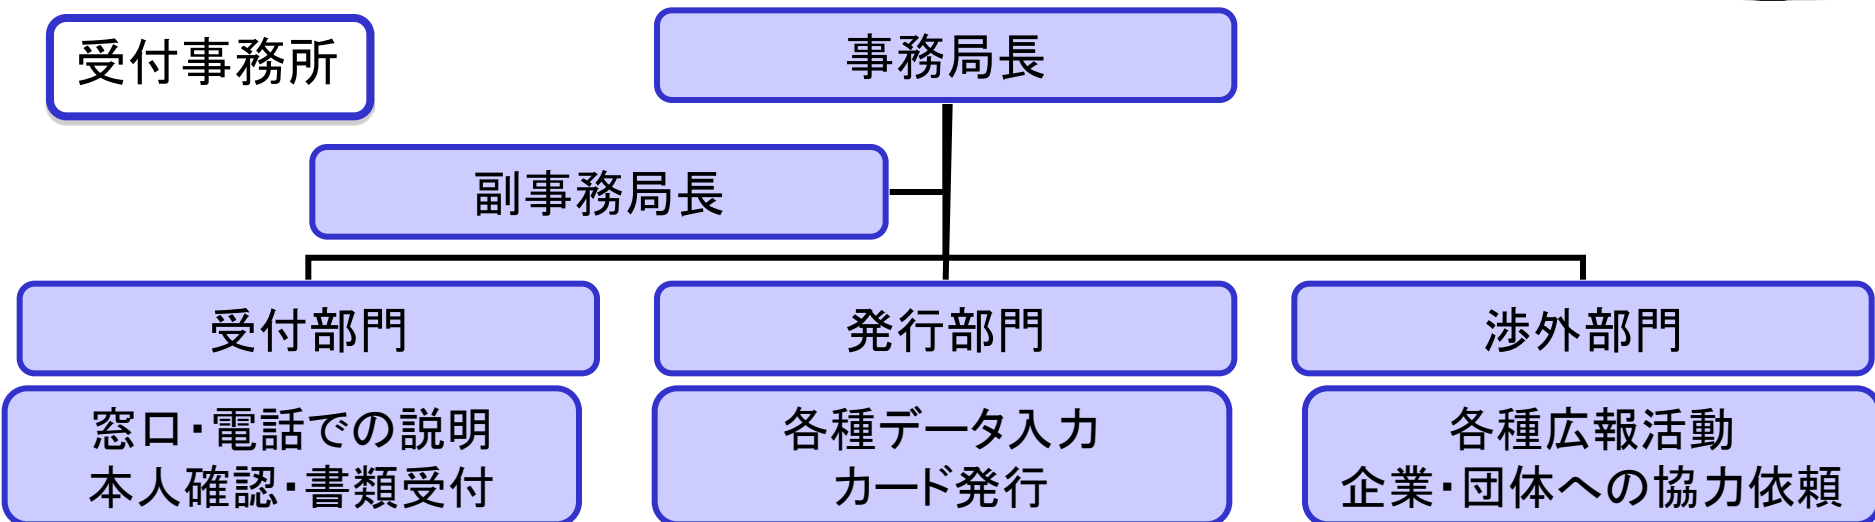 受付事務所
事務局長
副事務局長
受付部門
発行部門
渉外部門
窓口・電話での説明
本人確認・書類受付
各種データ入力
カード発行
各種広報活動
企業・団体への協力依頼